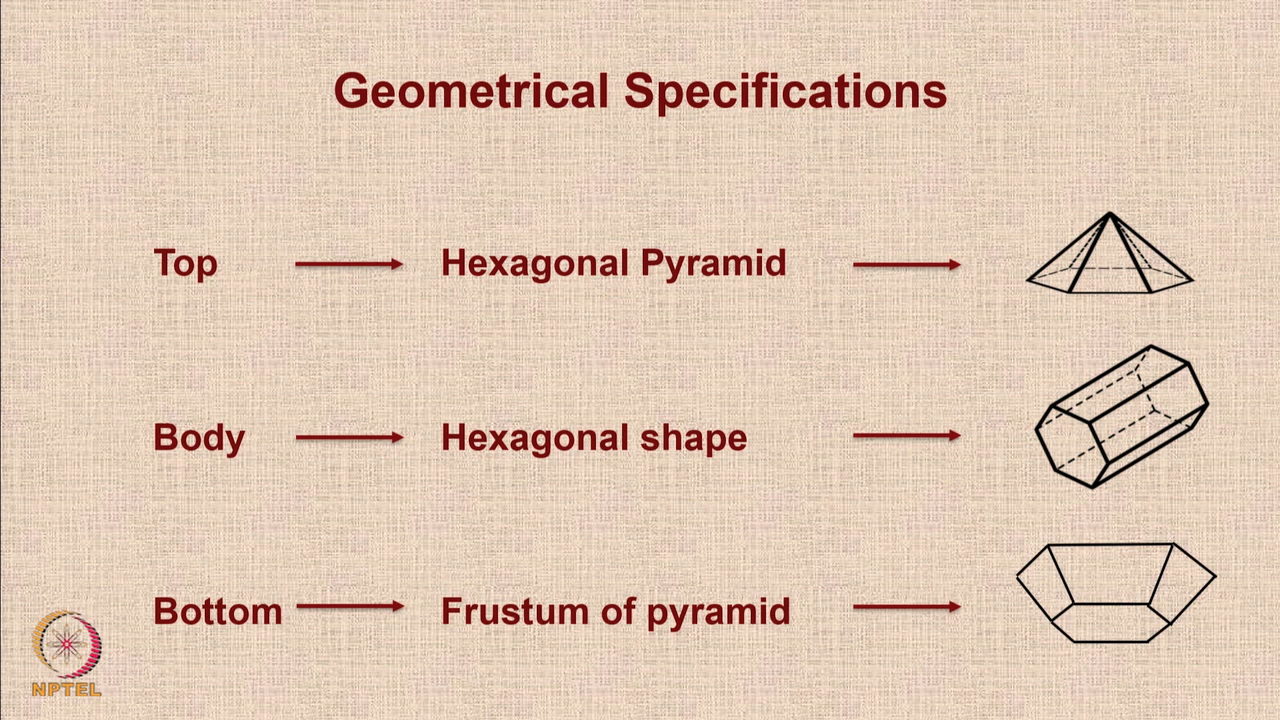 Geometrical Specifications
Top
Hexagonal Pyramid
Body
Hexagonal shape
Bottom
Frustum of pyramid
NPTEL